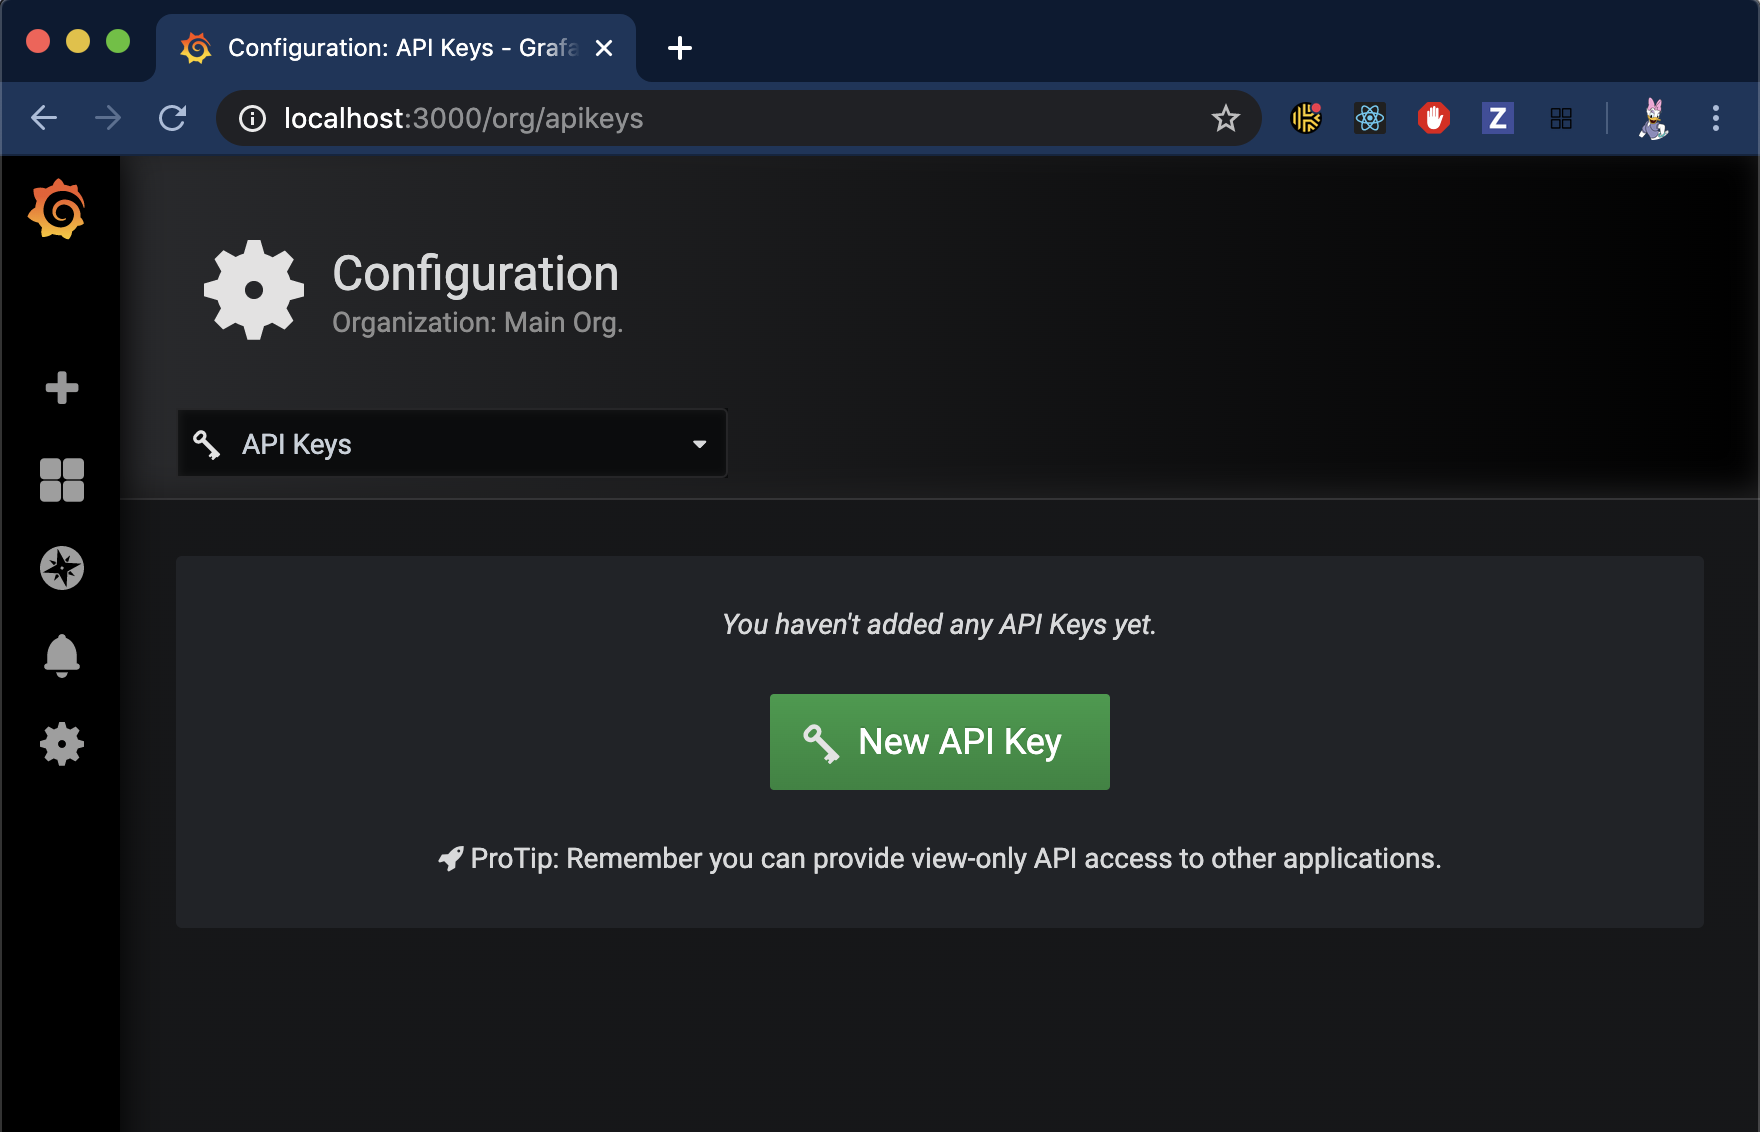 Configuration: API Keys - Grafa
localhost:3000/org/apikeys
Z
Configuration
Organization: Main Org.
API Keys
You haven't added any API Keys yet.
New API Key
ProTip: Remember you can provide view-only API access to other applications.